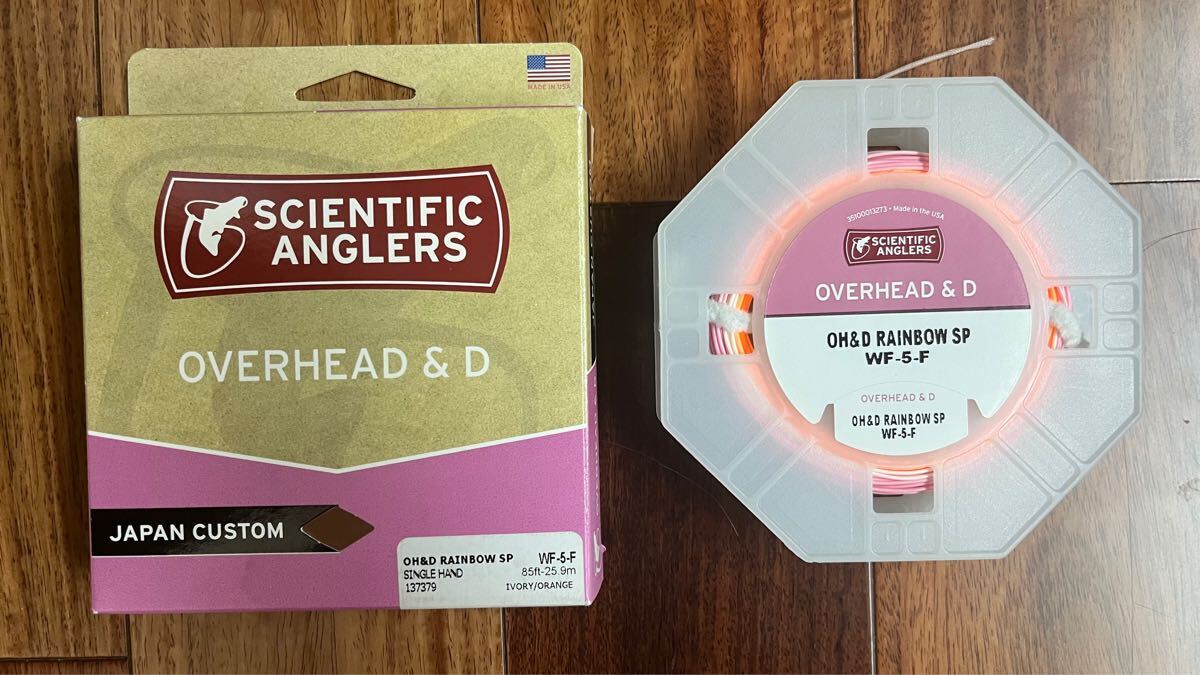 MADE IN USA
SCIENTIFIC
ANGLERS
OVERHEAD & D
JAPAN CUSTOM
OH&D RAINBOW SP WF-5-F
SINGLE HAND 85ft-25.9m
137379 IVORY/ORANGE
35100013273 • Made in the USA
SCIENTIFIC
ANGLERS
OVERHEAD & D
OH&D RAINBOW SP
WF-5-F
OVERHEAD & D
OH&D RAINBOW SP
WF-5-F